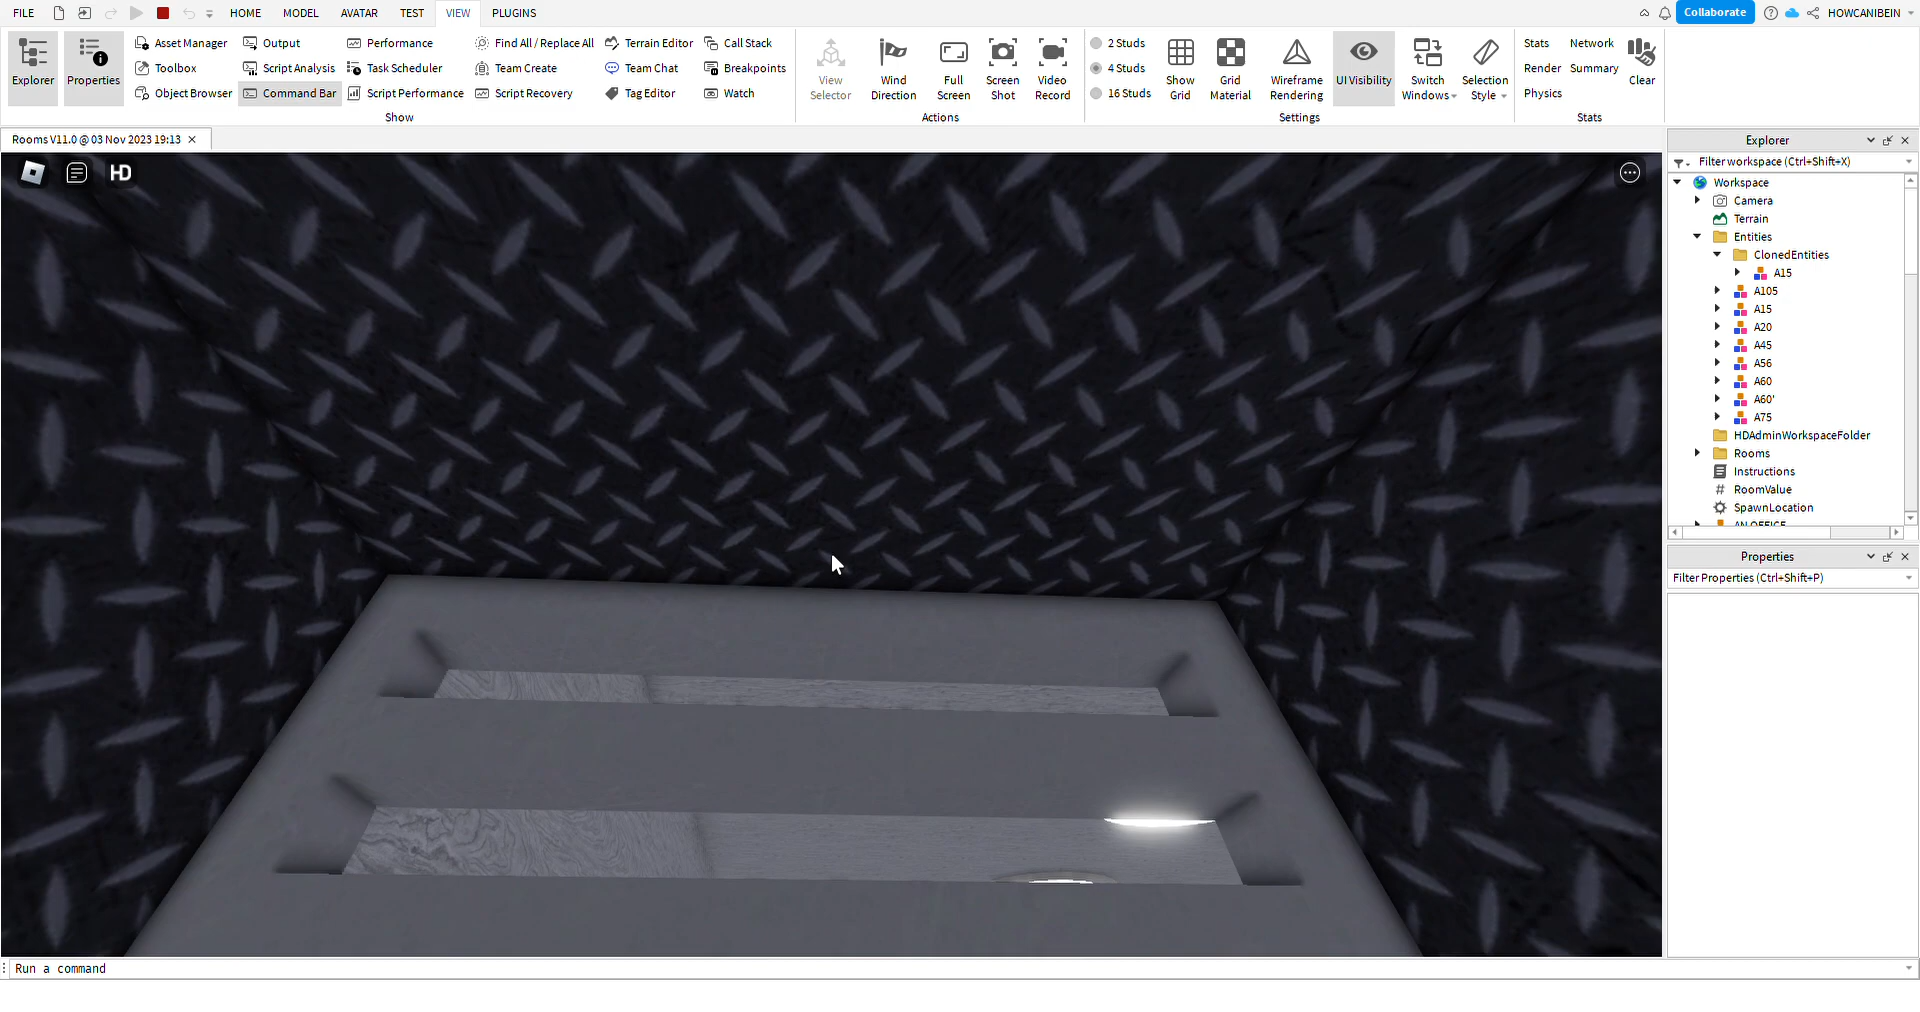 FILE HOME MODEL AVATAR TEST VIEW PLUGINS Collaborate HOWCANIBEIN
Explorer
Properties
Asset Manager
Toolbox
Object Browser
Output
Script Analysis
Command Bar
Performance
Task Scheduler
Script Performance
Find All / Replace All
Team Create
Script Recovery
Terrain Editor
Team Chat
Tag Editor
Call Stack
Breakpoints
Watch
Show
View
Selector
Wind
Direction
Full
Screen
Screen
Shot
Video
Record
Actions
2 Studs
4 Studs
16 Studs
Show
Grid
Grid
Material
Wireframe
Rendering
UI Visibility
Switch
Windows
Selection
Style
Settings
Stats
Render
Physics
Network
Summary
Clear
Stats
Rooms V11.0 @ 03 Nov 2023 19:13
HD
Explorer
Filter workspace (Ctrl+Shift+X)
Workspace
Camera
Terrain
Entities
ClonedEntities
A15
A105
A15
A20
A45
A56
A60
A60'
A75
HDAdminWorkspaceFolder
Rooms
Instructions
RoomValue
SpawnLocation
AN OFFICE
Properties
Filter Properties (Ctrl+Shift+P)
Run a command